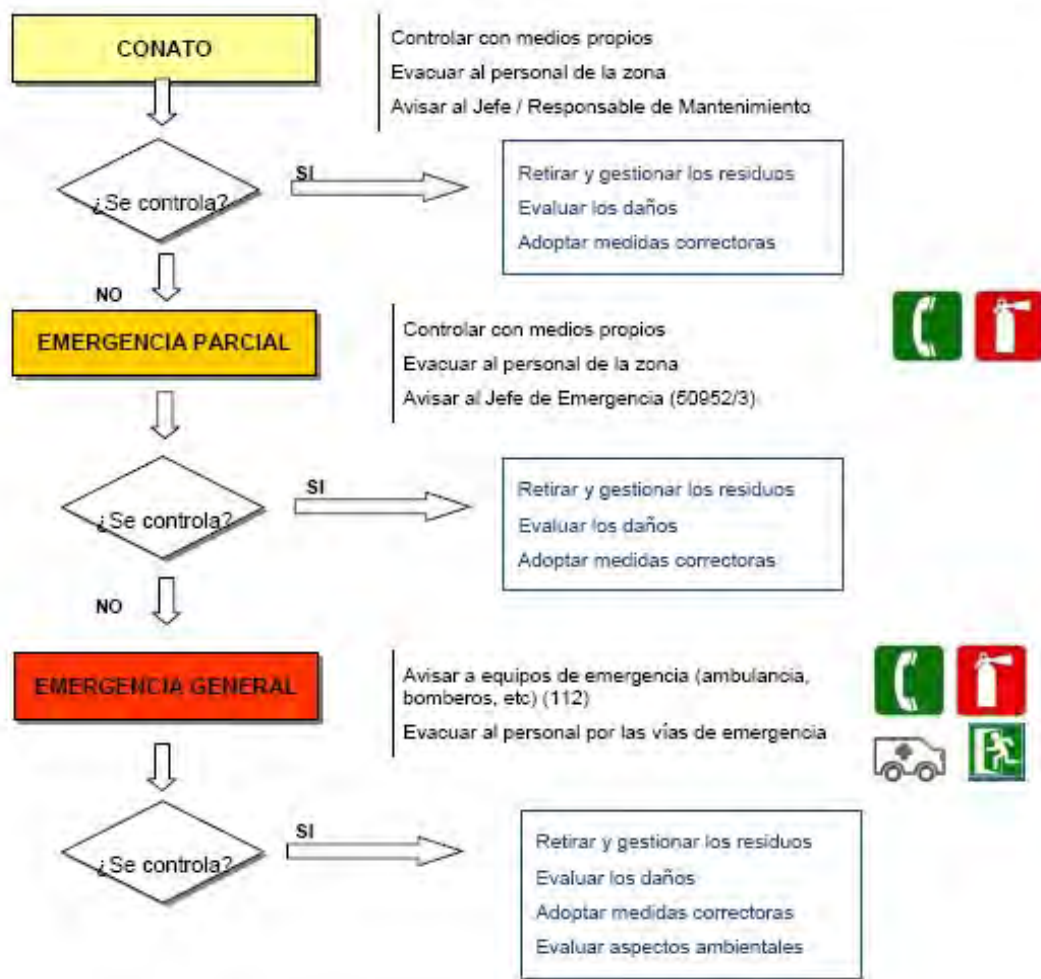 CONATO
Controlar con medios propios
Evacuar al personal de la zona
Avisar al Jefe / Responsable de Mantenimiento
¿Se controla?
SI
Retirar y gestionar los residuos
Evaluar los daños
Adoptar medidas correctoras
NO
EMERGENCIA PARCIAL
Controlar con medios propios
Evacuar al personal de la zona
Avisar al Jefe de Emergencia (50952/3)
¿Se controla?
SI
Retirar y gestionar los residuos
Evaluar los daños
Adoptar medidas correctoras
NO
EMERGENCIA GENERAL
Avisar a equipos de emergencia (ambulancia,
bomberos, etc) (112)
Evacuar al personal por las vías de emergencia
¿Se controla?
SI
Retirar y gestionar los residuos
Evaluar los daños
Adoptar medidas correctoras
Evaluar aspectos ambientales